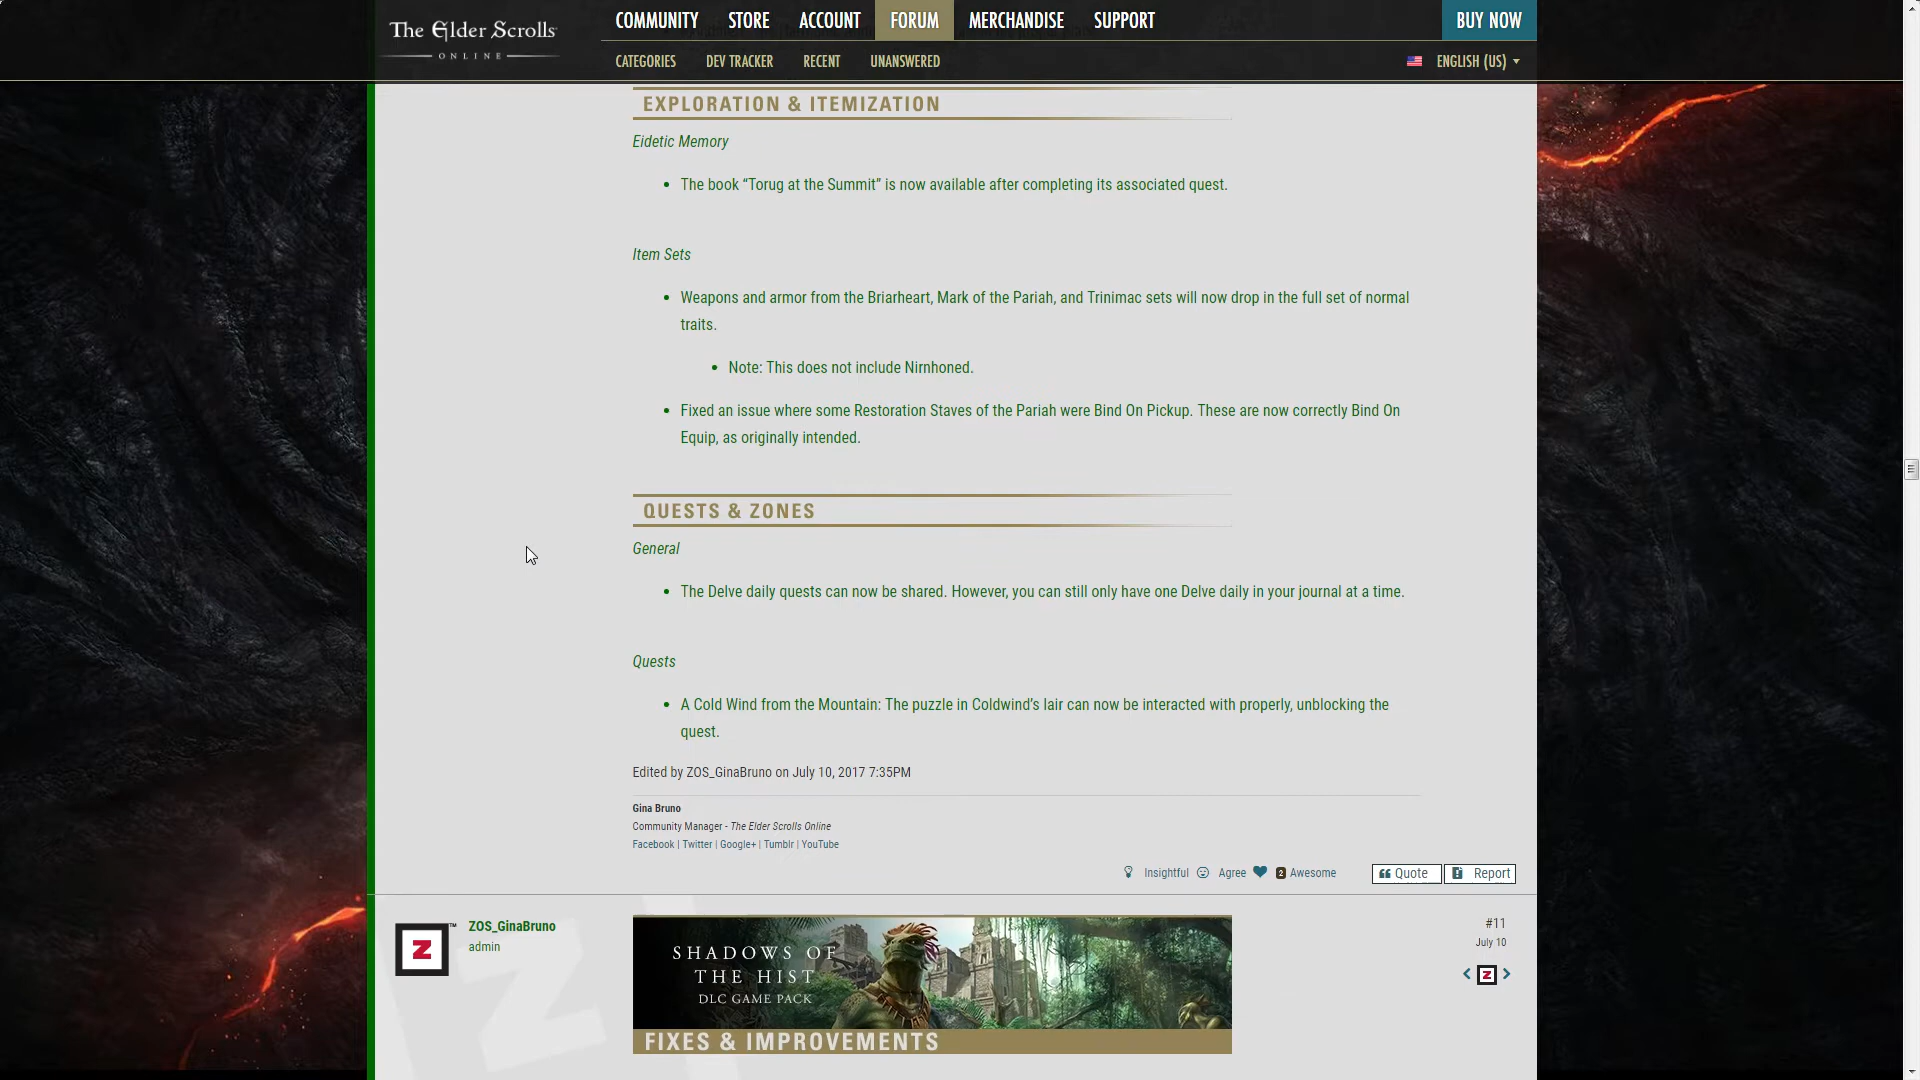 The Elder Scrolls
ONLINE
COMMUNITY STORE ACCOUNT FORUM MERCHANDISE SUPPORT BUY NOW
CATEGORIES DEV TRACKER RECENT UNANSWERED ENGLISH (US)
EXPLORATION & ITEMIZATION
Eidetic Memory
• The book “Torug at the Summit” is now available after completing its associated quest.
Item Sets
• Weapons and armor from the Briarheart, Mark of the Pariah, and Trinimac sets will now drop in the full set of normal
traits.
• Note: This does not include Nirnhoned.
• Fixed an issue where some Restoration Staves of the Pariah were Bind On Pickup. These are now correctly Bind On
Equip, as originally intended.
QUESTS & ZONES
General
• The Delve daily quests can now be shared. However, you can still only have one Delve daily in your journal at a time.
Quests
• A Cold Wind from the Mountain: The puzzle in Coldwind’s lair can now be interacted with properly, unblocking the
quest.
Edited by ZOS_GinaBruno on July 10, 2017 7:35PM
Gina Bruno
Community Manager - The Elder Scrolls Online
Facebook | Twitter | Google+ | Tumblr | YouTube
Insightful Agree 2 Awesome Quote Report
Z™ ZOS_GinaBruno
admin
#11
July 10
Z
SHADOWS OF
THE HIST
DLC GAME PACK
FIXES & IMPROVEMENTS